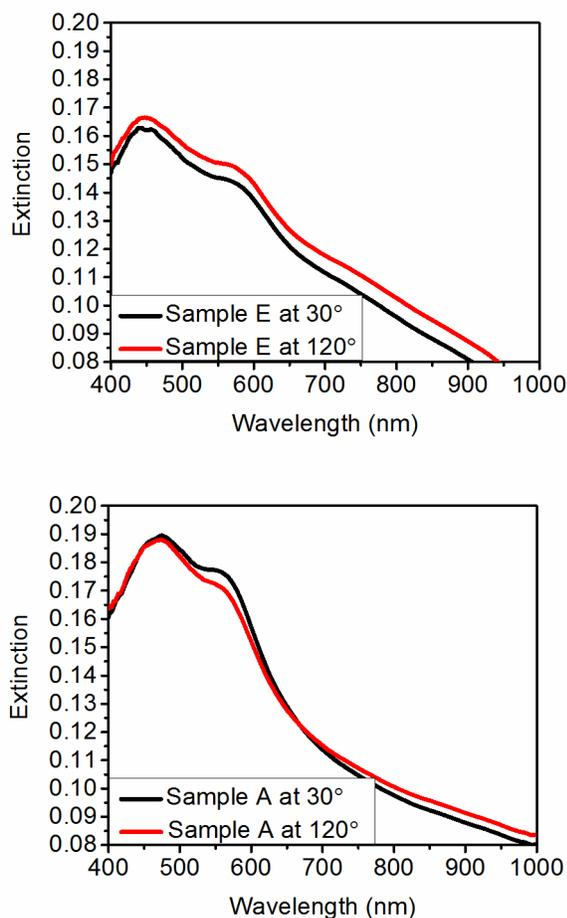 0.20
0.19
0.18
0.17
0.16
0.15
0.14
0.13
0.12
0.11
0.10
0.09
0.08
Extinction
Sample E at 30°
Sample E at 120°
400 500 600 700 800 900 1000
Wavelength (nm)
0.20
0.19
0.18
0.17
0.16
0.15
0.14
0.13
0.12
0.11
0.10
0.09
0.08
Extinction
Sample A at 30°
Sample A at 120°
400 500 600 700 800 900 1000
Wavelength (nm)